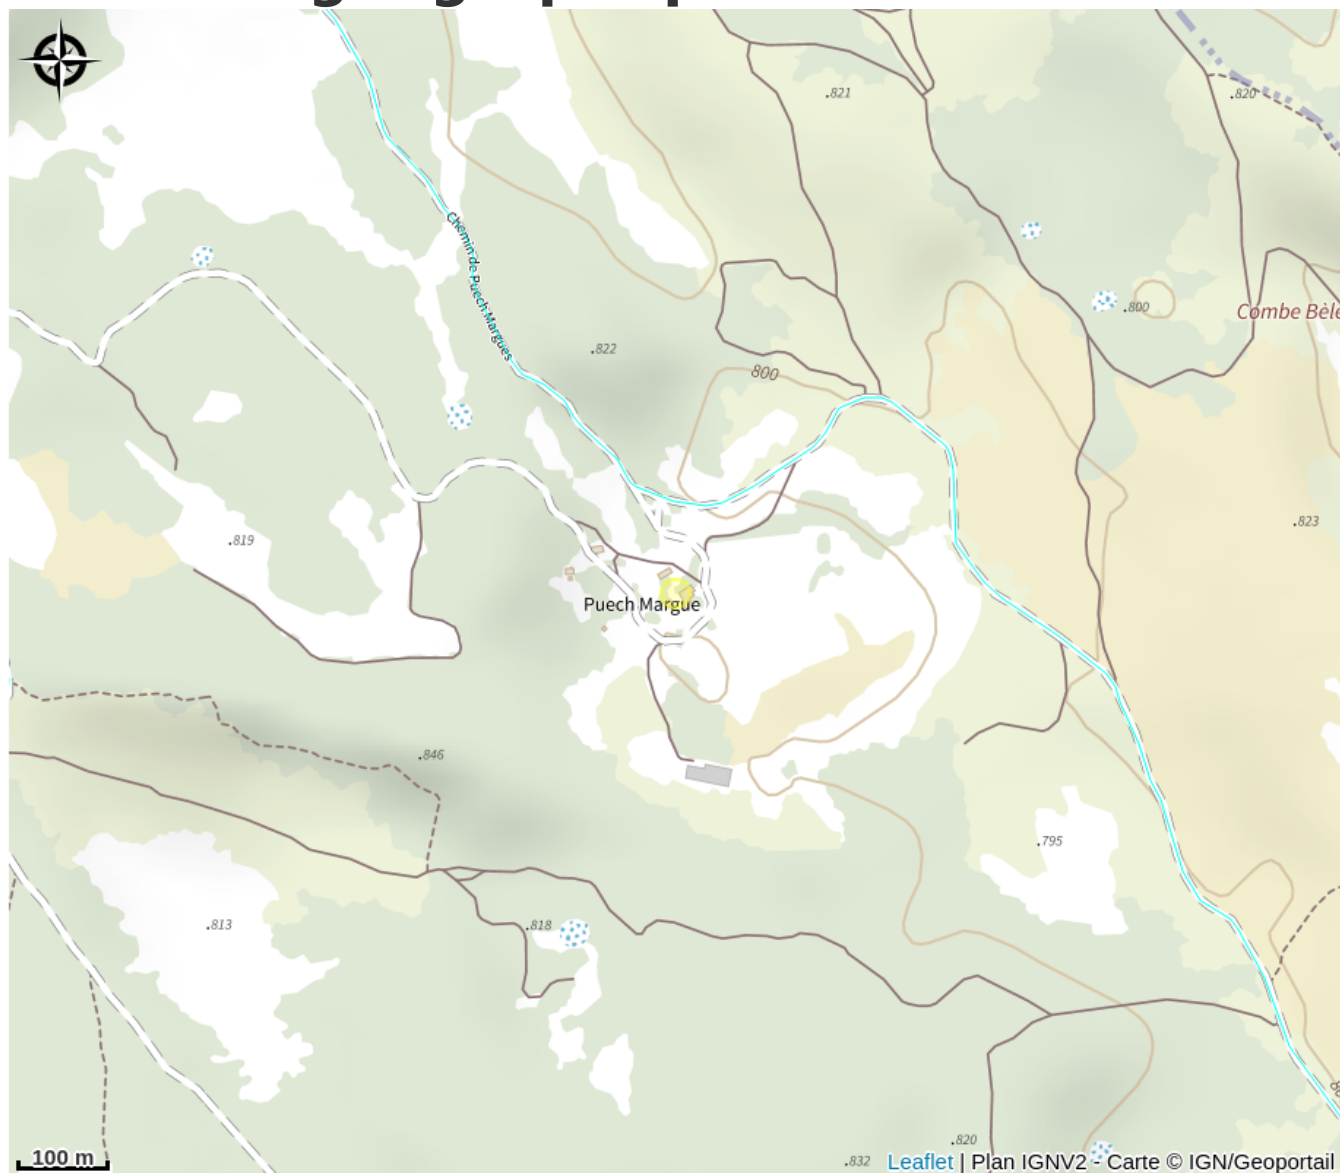 .821
.820
Chemin de Puech Margues
.800
Combe Bèle
.822
800
.823
.819
Puech Margue
.846
.795
.813
.818
.820
.832
100 m
Leaflet | Plan IGNV2 - Carte © IGN/Geoportail